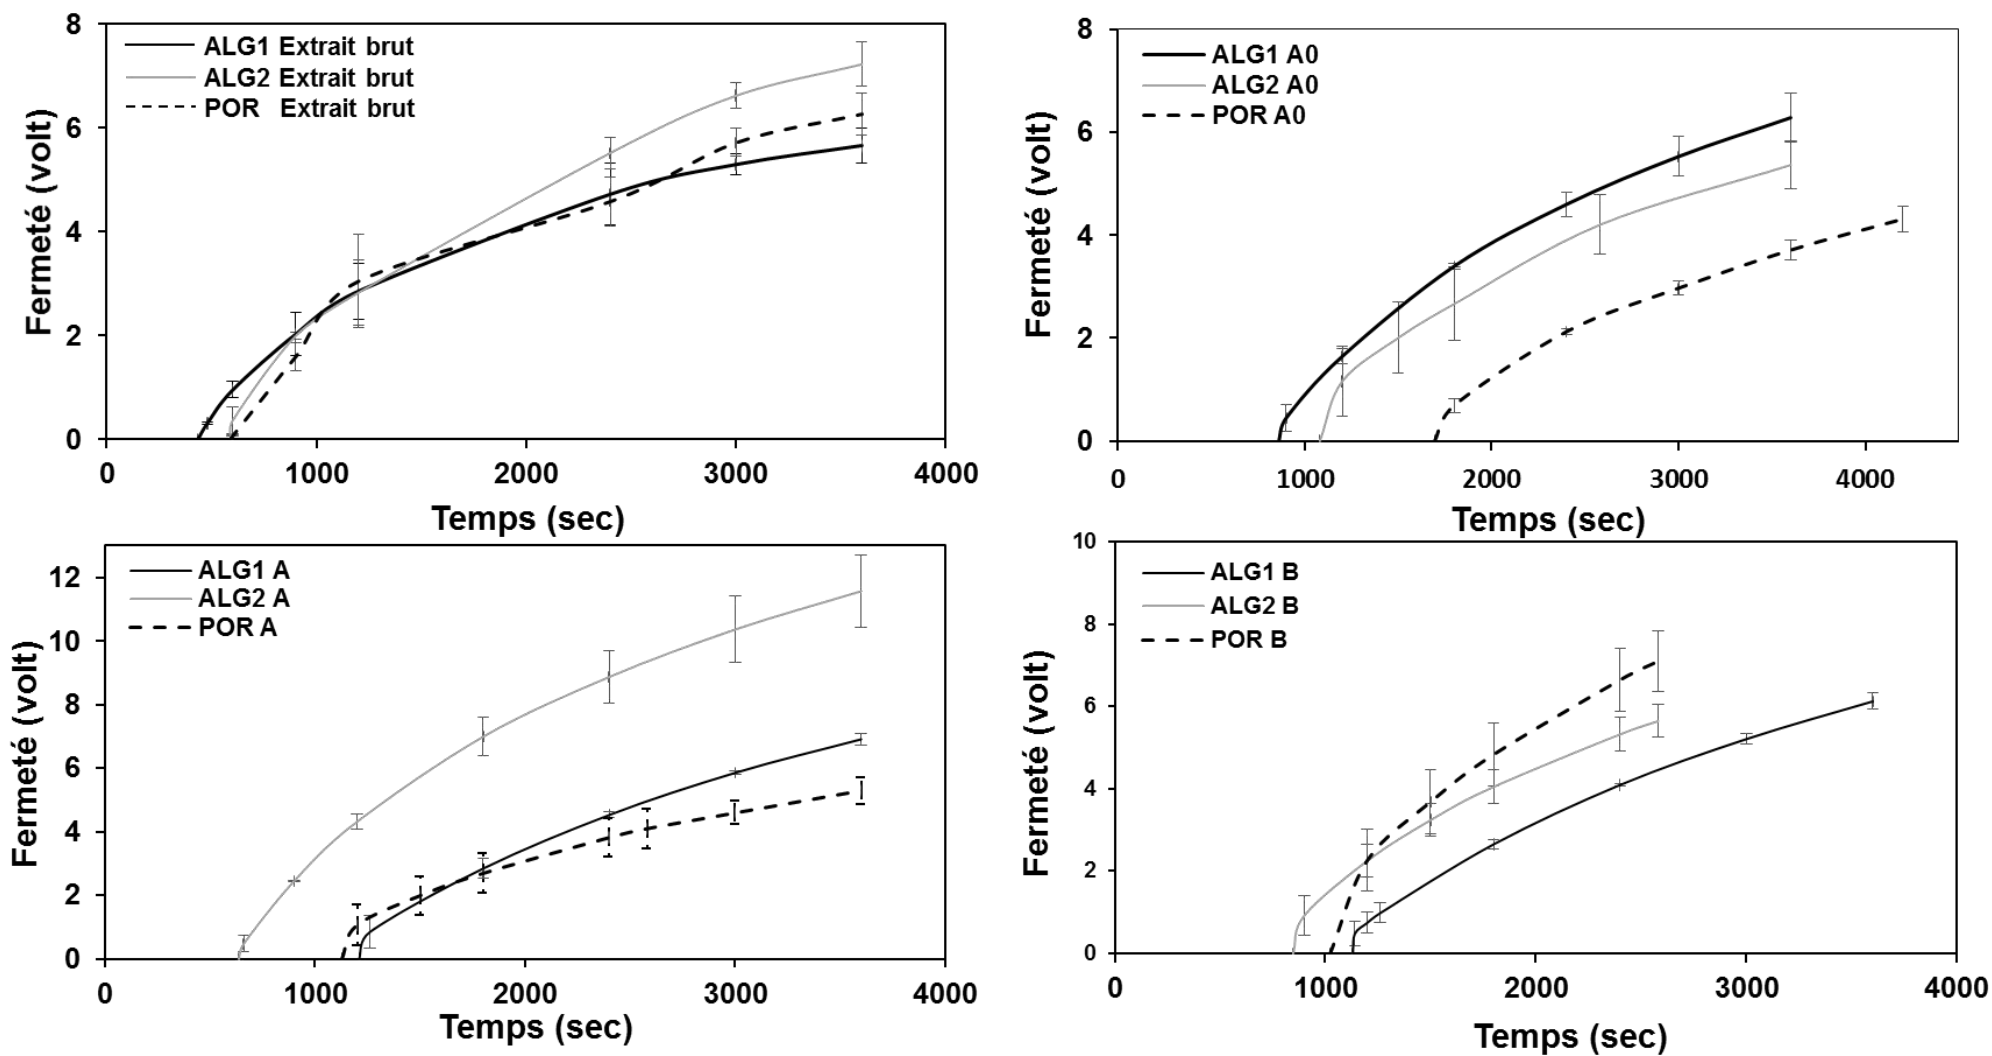 8
6
4
2
0
Fermeté (volt)
ALG1 Extrait brut
ALG2 Extrait brut
POR Extrait brut
0 1000 2000 3000 4000
Temps (sec)
8
6
4
2
0
Fermeté (volt)
ALG1 A0
ALG2 A0
POR A0
0 1000 2000 3000 4000
Temps (sec)
12
10
8
6
4
2
0
Fermeté (volt)
ALG1 A
ALG2 A
POR A
0 1000 2000 3000 4000
Temps (sec)
10
8
6
4
2
0
Fermeté (volt)
ALG1 B
ALG2 B
POR B
0 1000 2000 3000 4000
Temps (sec)